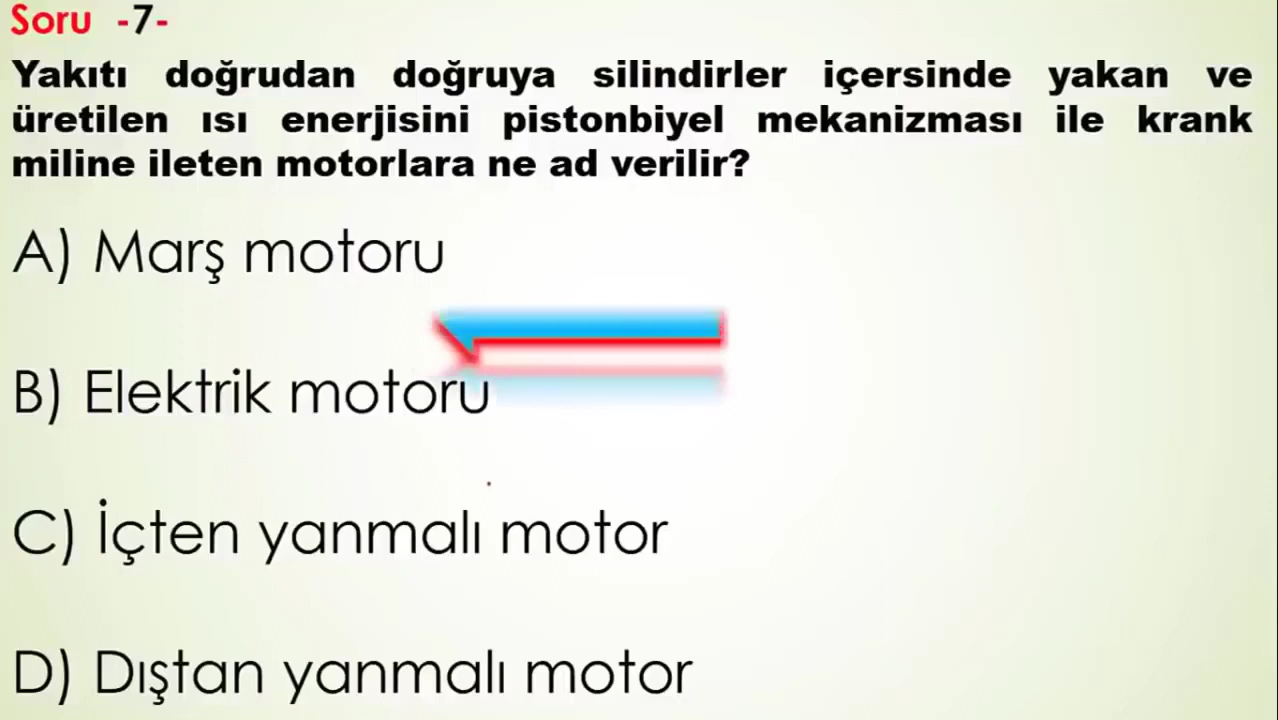 Soru -7-
Yakıtı doğrudan doğruya silindirler içersinde yakan ve
üretilen ısı enerjisini pistonbiyel mekanizması ile krank
miline ileten motorlara ne ad verilir?
A) Marş motoru
B) Elektrik motoru
C) İçten yanmalı motor
D) Dıştan yanmalı motor